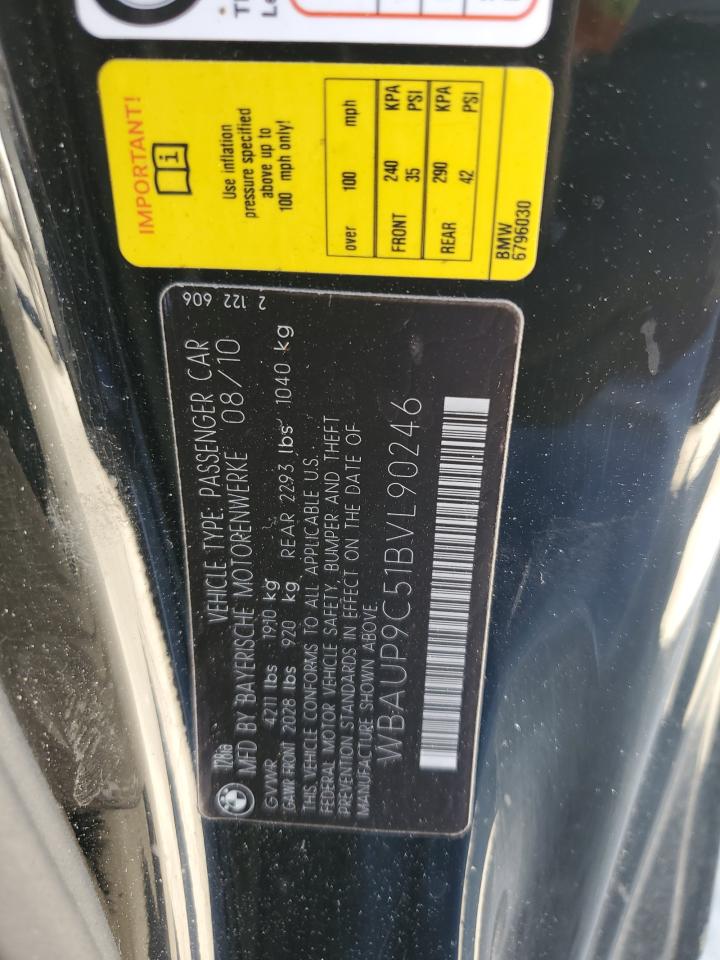 IMPORTANT!
i
Use inflation
pressure specified
above up to
100 mph only!
over 100 mph
FRONT 240 KPA
35 PSI
REAR 290 KPA
42 PSI
BMW
6796030
2 122 606
VEHICLE TYPE: PASSENGER CAR
MFD BY BAYERISCHE MOTORENWERKE 08/10
GVWR 4211 lbs 1910 kg
GAWR FRONT 2028 lbs 920 kg REAR 2293 lbs 1040 kg
THIS VEHICLE CONFORMS TO ALL APPLICABLE U.S.
FEDERAL MOTOR VEHICLE SAFETY, BUMPER AND THEFT
PREVENTION STANDARDS IN EFFECT ON THE DATE OF
MANUFACTURE SHOWN ABOVE.
WBAUP9C51BVL90246